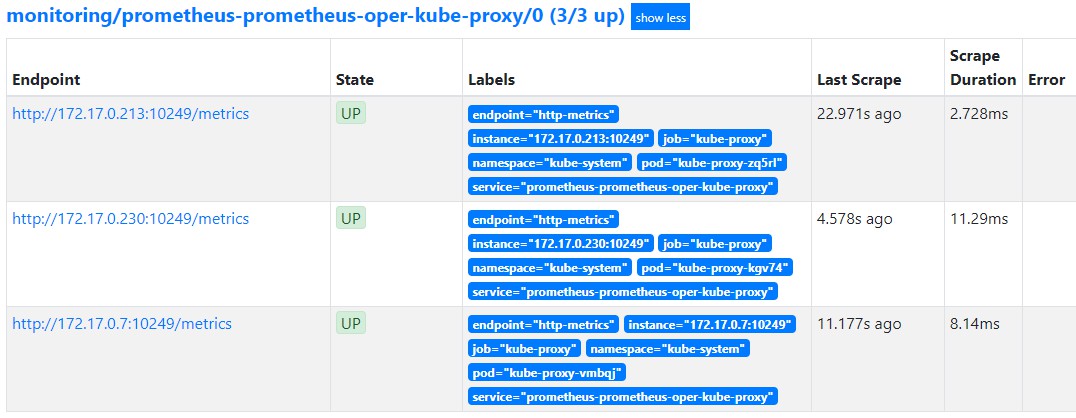 monitoring/prometheus-prometheus-oper-kube-proxy/0 (3/3 up) show less
Endpoint State Labels Last Scrape Scrape Duration Error
http://172.17.0.213:10249/metrics UP endpoint="http-metrics" 22.971s ago 2.728ms
instance="172.17.0.213:10249" job="kube-proxy"
namespace="kube-system" pod="kube-proxy-zq5rl"
service="prometheus-prometheus-oper-kube-proxy"
http://172.17.0.230:10249/metrics UP endpoint="http-metrics" 4.578s ago 11.29ms
instance="172.17.0.230:10249" job="kube-proxy"
namespace="kube-system" pod="kube-proxy-kgv74"
service="prometheus-prometheus-oper-kube-proxy"
http://172.17.0.7:10249/metrics UP endpoint="http-metrics" instance="172.17.0.7:10249" 11.177s ago 8.14ms
job="kube-proxy" namespace="kube-system"
pod="kube-proxy-vmbqj"
service="prometheus-prometheus-oper-kube-proxy"